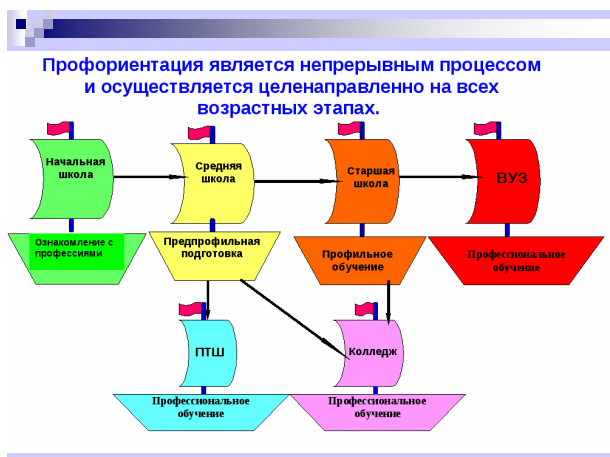 Профориентация является непрерывным процессом
и осуществляется целенаправленно на всех
возрастных этапах.
Начальная
школа
Средняя
школа
Старшая
школа
ВУЗ
Ознакомление с
профессиями
Предпрофильная
подготовка
Профильное
обучение
Профессиональное
обучение
ПТШ
Колледж
Профессиональное
обучение
Профессиональное
обучение